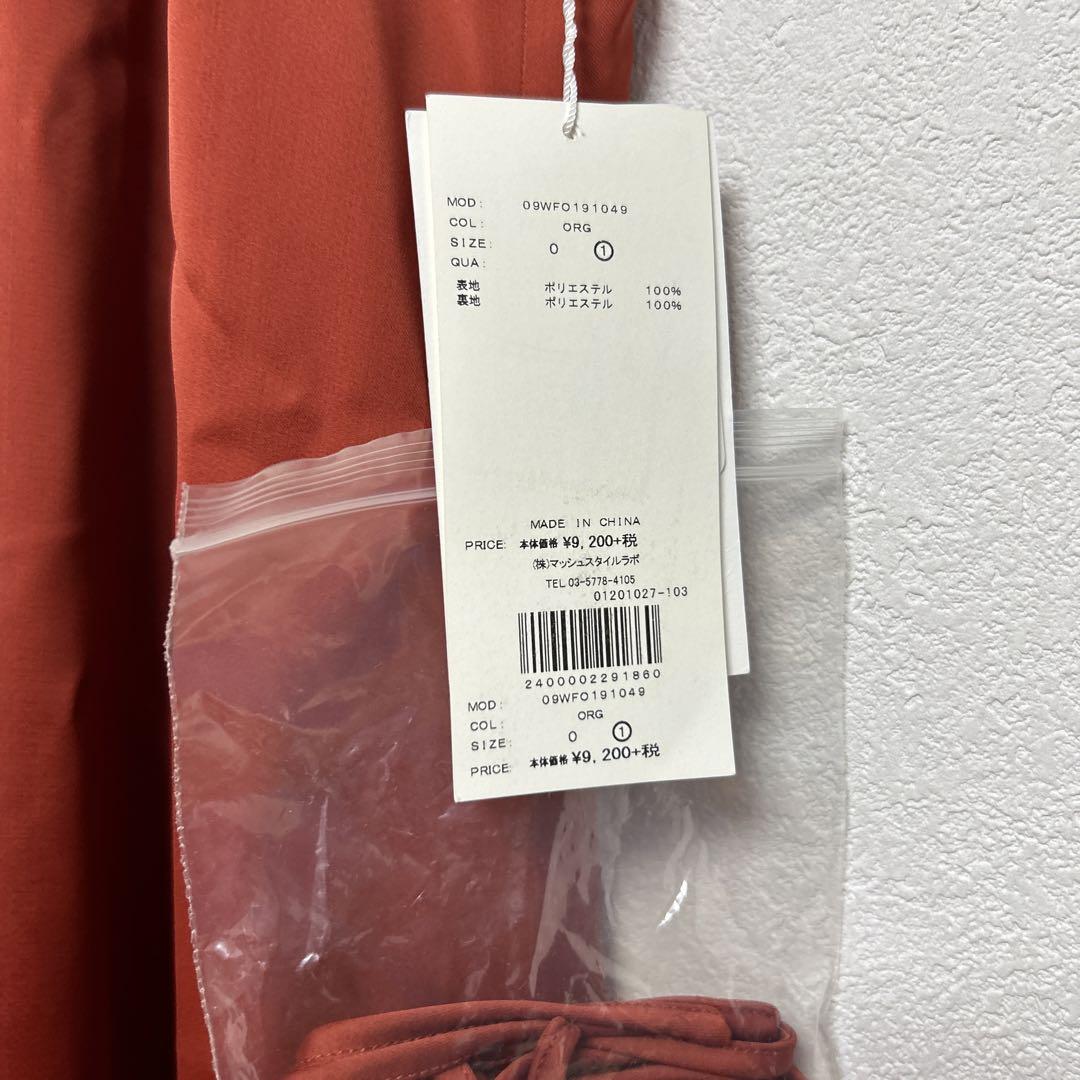 MOD: 09WFO191049
COL: ORG
SIZE: 0 ①
QUA:
表地 ポリエステル 100%
裏地 ポリエステル 100%
MADE IN CHINA
PRICE: 本体価格 ¥9,200+税
(株)マッシュスタイルラボ
TEL 03-5778-4105
01201027-103
2400002291860
MOD: 09WFO191049
COL: ORG
SIZE: 0 ①
PRICE: 本体価格 ¥9,200+税